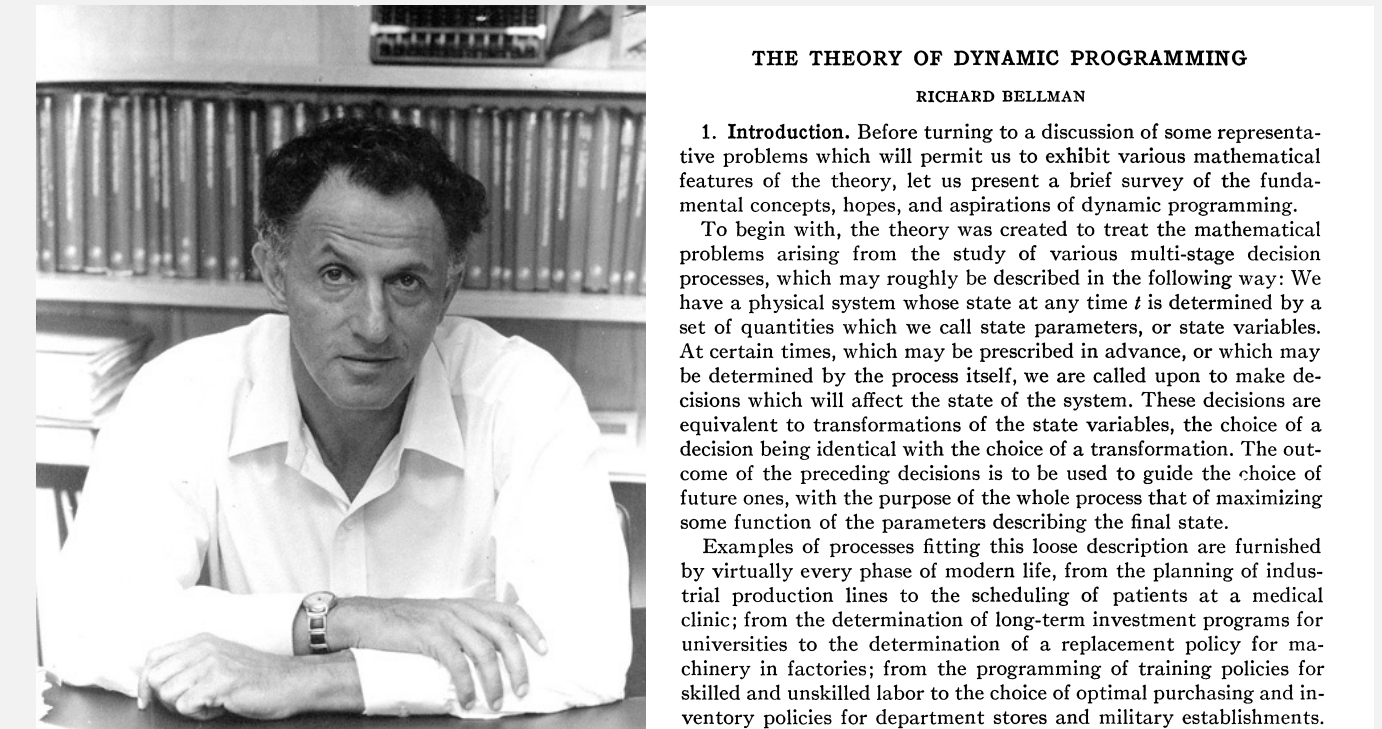 THE THEORY OF DYNAMIC PROGRAMMING
RICHARD BELLMAN
1. Introduction. Before turning to a discussion of some representa-
tive problems which will permit us to exhibit various mathematical
features of the theory, let us present a brief survey of the funda-
mental concepts, hopes, and aspirations of dynamic programming.
To begin with, the theory was created to treat the mathematical
problems arising from the study of various multi-stage decision
processes, which may roughly be described in the following way: We
have a physical system whose state at any time t is determined by a
set of quantities which we call state parameters, or state variables.
At certain times, which may be prescribed in advance, or which may
be determined by the process itself, we are called upon to make de-
cisions which will affect the state of the system. These decisions are
equivalent to transformations of the state variables, the choice of a
decision being identical with the choice of a transformation. The out-
come of the preceding decisions is to be used to guide the choice of
future ones, with the purpose of the whole process that of maximizing
some function of the parameters describing the final state.
Examples of processes fitting this loose description are furnished
by virtually every phase of modern life, from the planning of indus-
trial production lines to the scheduling of patients at a medical
clinic; from the determination of long-term investment programs for
universities to the determination of a replacement policy for ma-
chinery in factories; from the programming of training policies for
skilled and unskilled labor to the choice of optimal purchasing and in-
ventory policies for department stores and military establishments.